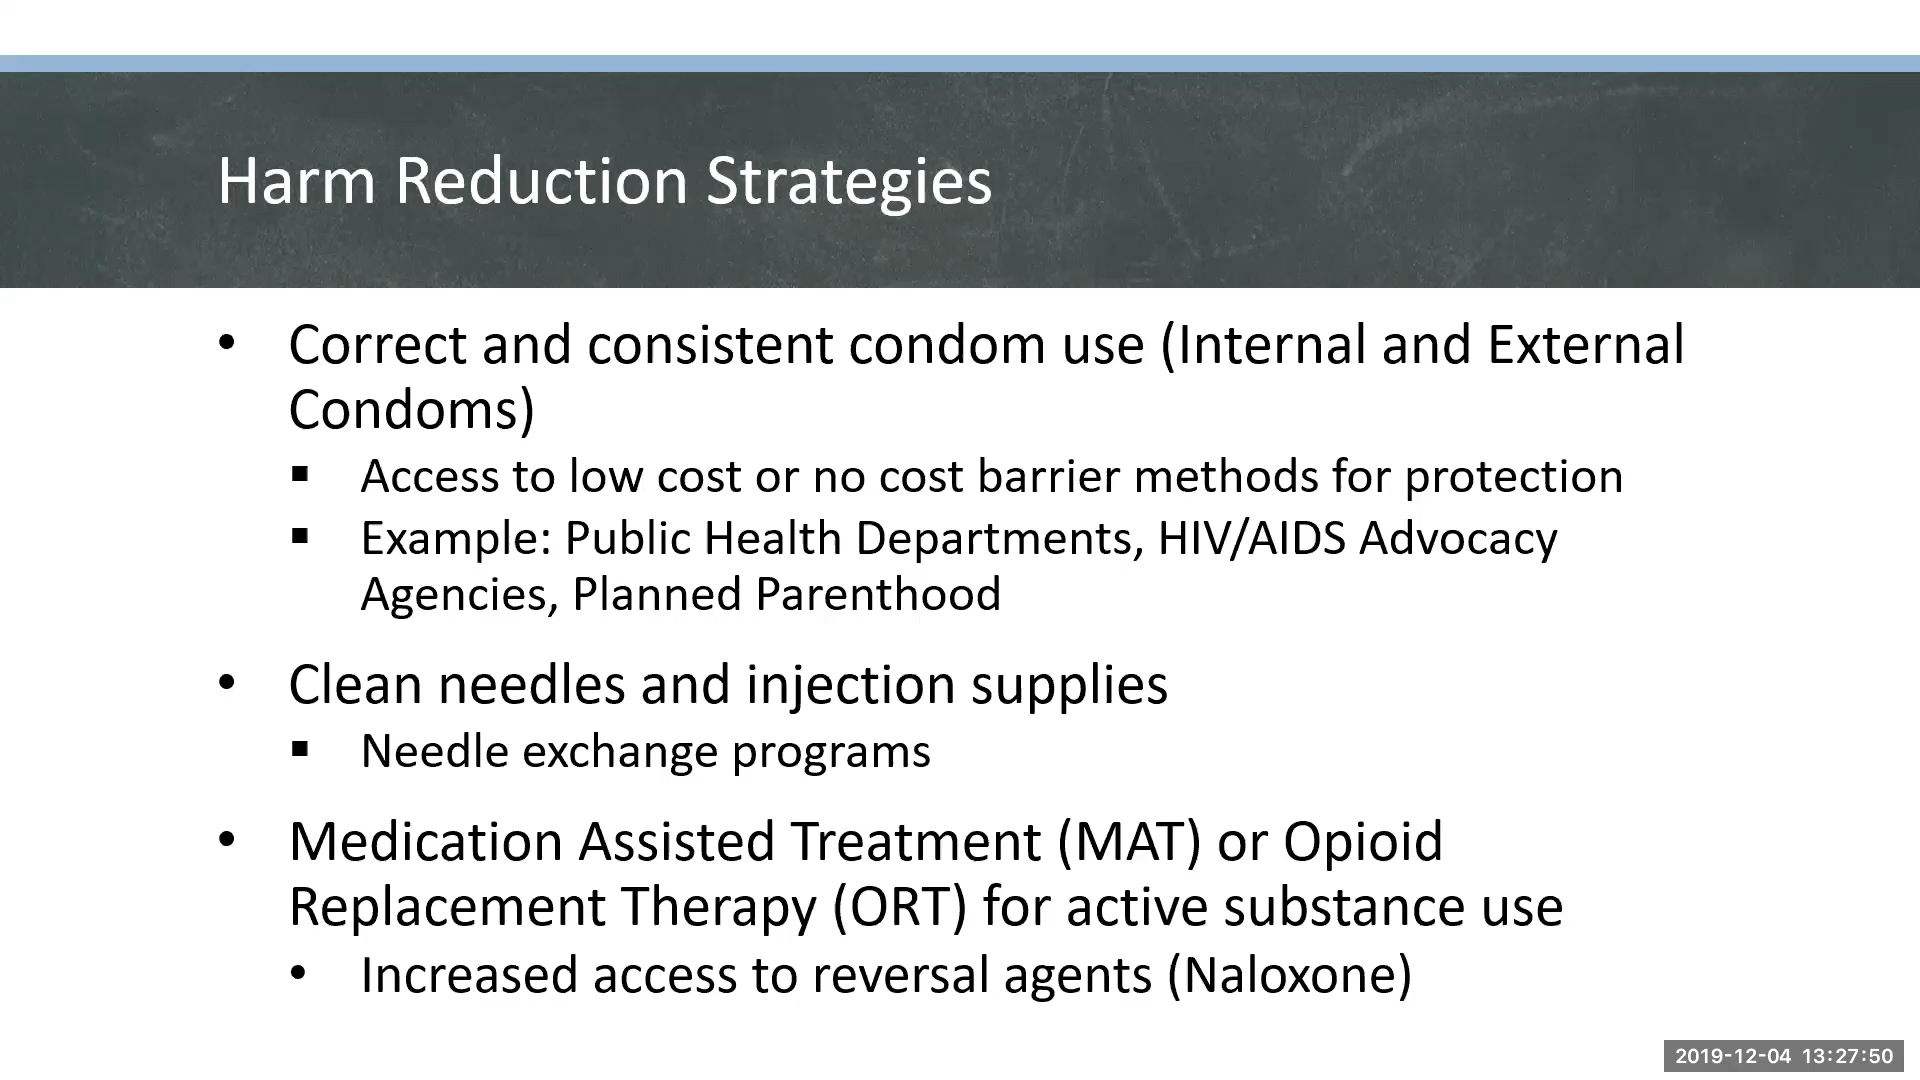 Harm Reduction Strategies
• Correct and consistent condom use (Internal and External
Condoms)
▪ Access to low cost or no cost barrier methods for protection
▪ Example: Public Health Departments, HIV/AIDS Advocacy
Agencies, Planned Parenthood
• Clean needles and injection supplies
▪ Needle exchange programs
• Medication Assisted Treatment (MAT) or Opioid
Replacement Therapy (ORT) for active substance use
• Increased access to reversal agents (Naloxone)
2019-12-04 13:27:50